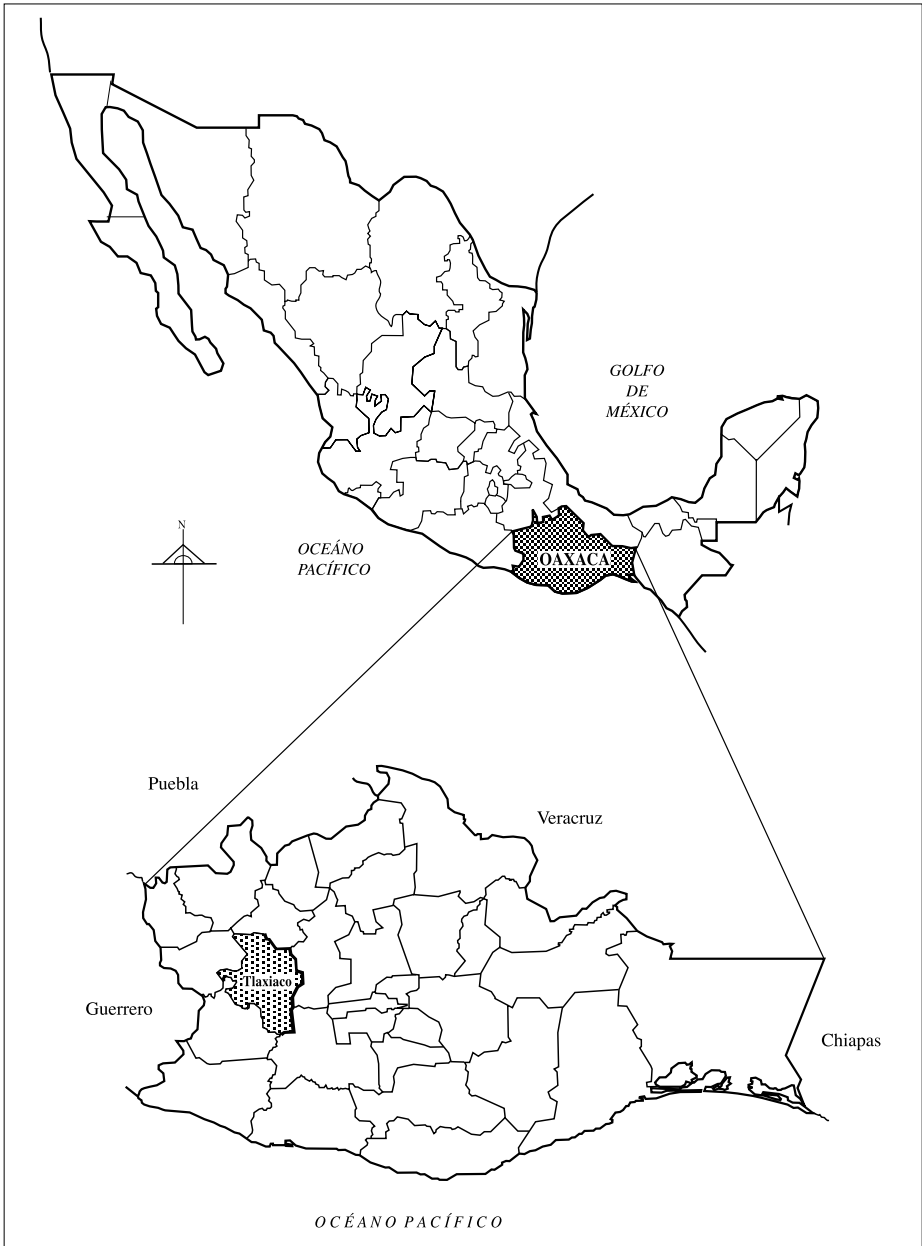 GOLFO
DE
MÉXICO
N
OCEÁNO
PACÍFICO
OAXACA
Puebla
Veracruz
Tlaxiaco
Guerrero
Chiapas
OCÉANO PACÍFICO